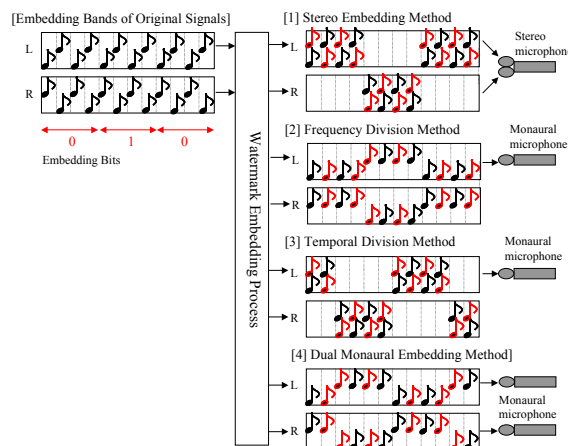 [Embedding Bands of Original Signals]
L
R
0 1 0
Embedding Bits
Watermark Embedding Process
[1] Stereo Embedding Method
L
R
Stereo
microphone
[2] Frequency Division Method
L
R
Monaural
microphone
[3] Temporal Division Method
L
R
Monaural
microphone
[4] Dual Monaural Embedding Method]
L
R
Monaural
microphone